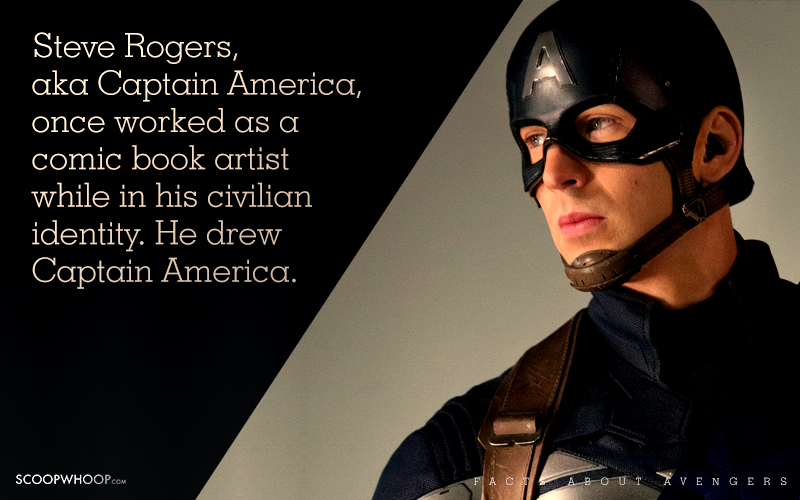 Steve Rogers,
aka Captain America,
once worked as a
comic book artist
while in his civilian
identity. He drew
Captain America.
A
SCOOPWHOOP.COM
FACTS ABOUT AVENGERS